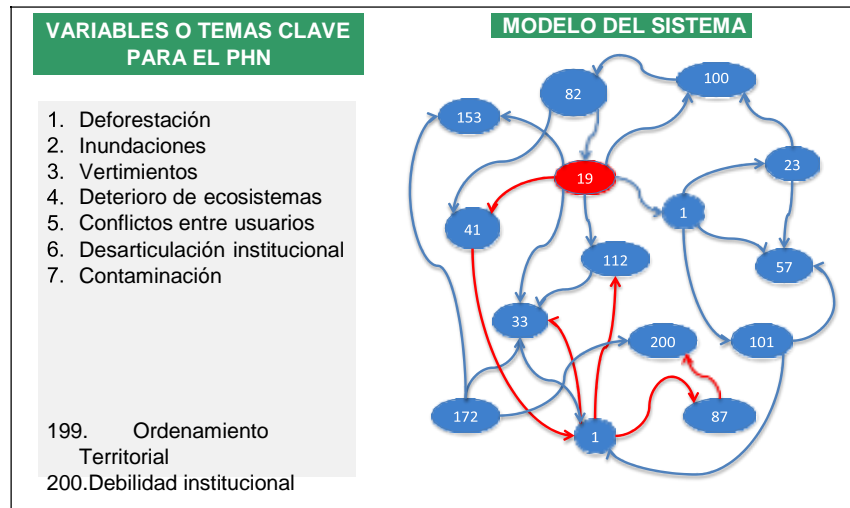 VARIABLES O TEMAS CLAVE
PARA EL PHN
1. Deforestación
2. Inundaciones
3. Vertimientos
4. Deterioro de ecosistemas
5. Conflictos entre usuarios
6. Desarticulación institucional
7. Contaminación
199. Ordenamiento
Territorial
200.Debilidad institucional
MODELO DEL SISTEMA
100
82
153
23
19
1
41
112
57
33
200
101
172
87
1